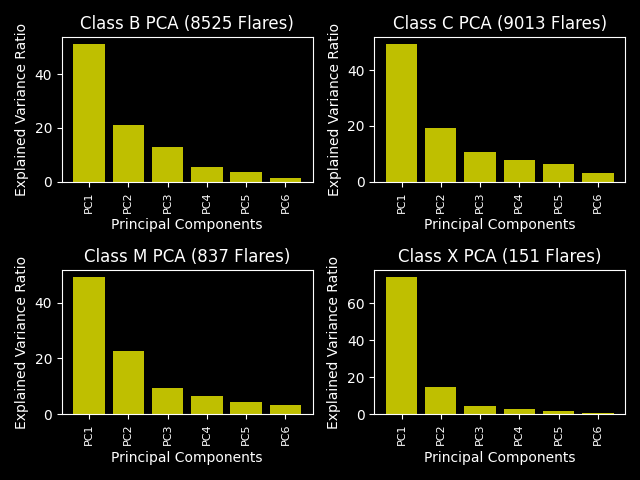 Class B PCA (8525 Flares)
Explained Variance Ratio
40
20
0
PC1 PC2 PC3 PC4 PC5 PC6
Principal Components
Class C PCA (9013 Flares)
Explained Variance Ratio
40
20
0
PC1 PC2 PC3 PC4 PC5 PC6
Principal Components
Class M PCA (837 Flares)
Explained Variance Ratio
40
20
0
PC1 PC2 PC3 PC4 PC5 PC6
Principal Components
Class X PCA (151 Flares)
Explained Variance Ratio
60
40
20
0
PC1 PC2 PC3 PC4 PC5 PC6
Principal Components